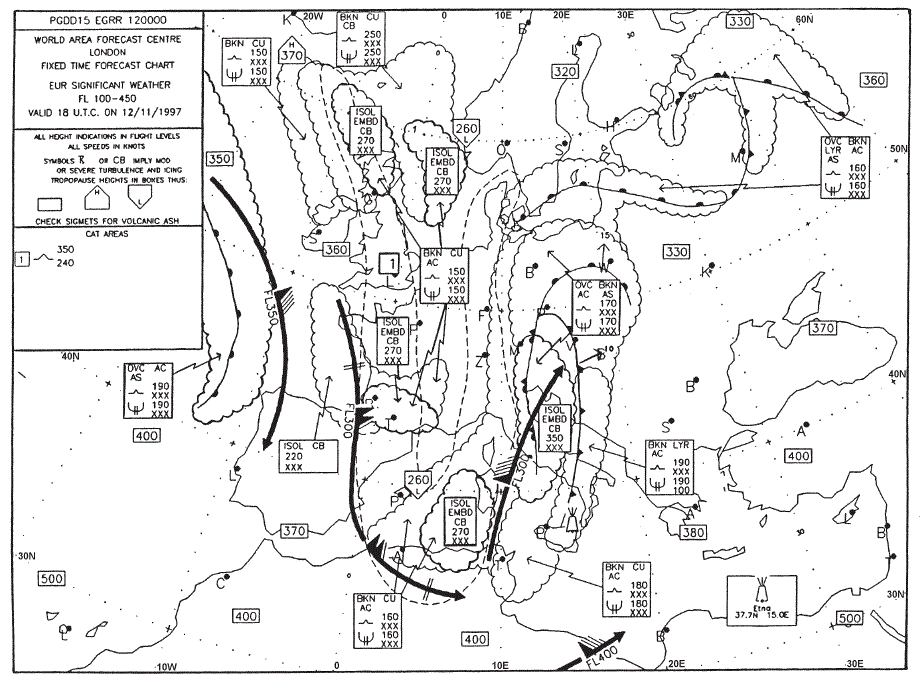 PGDD15 EGRR 120000
WORLD AREA FORECAST CENTRE
LONDON
FIXED TIME FORECAST CHART
EUR SIGNIFICANT WEATHER
FL 100-450
VALID 18 U.T.C. ON 12/11/1997
ALL HEIGHT INDICATIONS IN FLIGHT LEVELS
ALL SPEEDS IN KNOTS
SYMBOLS
OR CB IMPLY MOD
OR SEVERE TURBULENCE AND ICING
TROPOPAUSE HEIGHTS IN BOXES THUS:
H
L
CHECK SIGMETS FOR VOLCANIC ASH
CAT AREAS
1
350
240
K
20W
0
10E
20E
30E
60N
BKN CU
150
XXX
150
XXX
H
370
BKN CU
CB
250
XXX
250
XXX
B
L
320
330
360
350
ISOL
EMBD
CB
270
XXX
260
L
ISOL
EMBD
CB
270
XXX
H
S
M
50N
OVC BKN
LYR AC
AS
160
XXX
160
XXX
S
360
1
BKN CU
AC
150
XXX
150
XXX
15
B
W
330
K
OVC BKN
AC AS
170
XXX
170
XXX
FL350
ISOL
EMBD
CB
270
XXX
P
Z
M
10
370
40N
40N
OVC AC
AS
190
XXX
190
XXX
400
FL300
ISOL CB
220
XXX
ISOL
EMBD
CB
350
XXX
B
S
A
400
BKN LYR
AC
190
XXX
190
100
L
260
L
P
FL300
ISOL
EMBD
CB
270
XXX
370
A
380
L
B
30N
500
C
400
A
T
BKN CU
AC
160
XXX
160
XXX
BKN CU
AC
180
XXX
180
XXX
Etna
37.7N 15.0E
30N
500
400
FL400
B
10W
0
10E
20E
30E